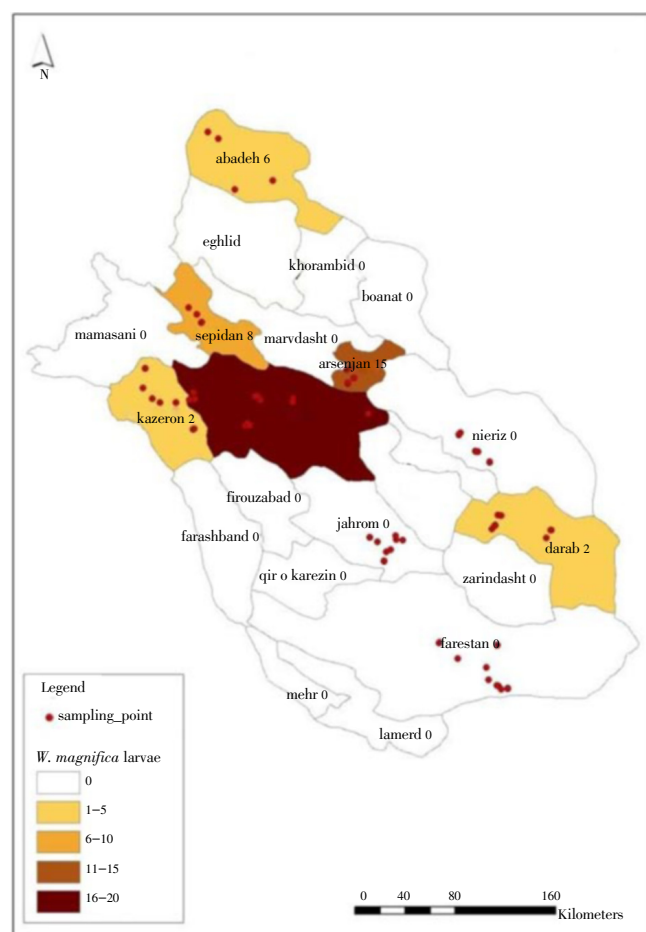 N
abadeh 6
eghlid
khorambid 0
boanat 0
mamasani 0
sepidan 8
marvdasht 0
arsenjan 15
kazeron 2
nieriz 0
firouzabad 0
farashband 0
jahrom 0
darab 2
qir o karezin 0
zarindasht 0
farestan 0
mehr 0
lamerd 0
Legend
sampling_point
W. magnifica larvae
0
1–5
6–10
11–15
16–20
0 40 80 160
Kilometers